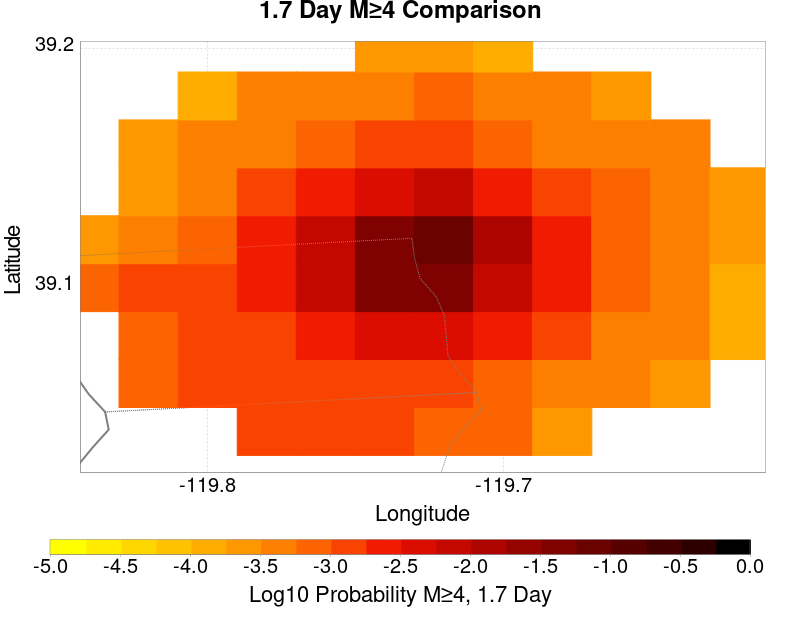 1.7 Day M≥4 Comparison
39.2
39.1
Latitude
-119.8 -119.7
Longitude
-5.0 -4.5 -4.0 -3.5 -3.0 -2.5 -2.0 -1.5 -1.0 -0.5 0.0
Log10 Probability M≥4, 1.7 Day